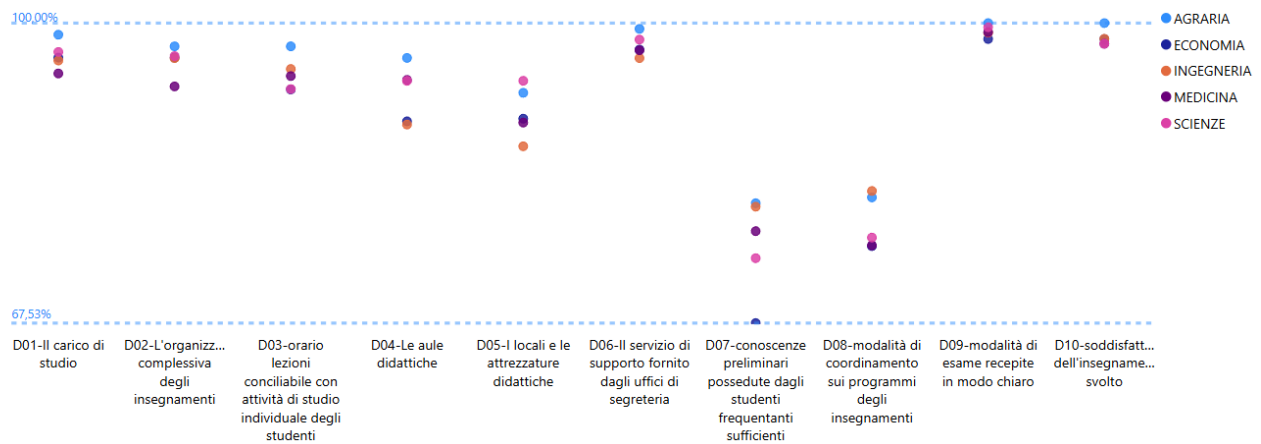 100,00%
AGRARIA
ECONOMIA
INGEGNERIA
MEDICINA
SCIENZE
67,53%
D01-Il carico di
studio
D02-L'organizz...
complessiva
degli
insegnamenti
D03-orario
lezioni
conciliabile con
attività di studio
individuale degli
studenti
D04-Le aule
didattiche
D05-I locali e le
attrezzature
didattiche
D06-Il servizio di
supporto fornito
dagli uffici di
segreteria
D07-conoscenze
preliminari
possedute dagli
studenti
frequentanti
sufficienti
D08-modalità di
coordinamento
sui programmi
degli
insegnamenti
D09-modalità di
esame recepite
in modo chiaro
D10-soddisfatt...
dell'insegname...
svolto